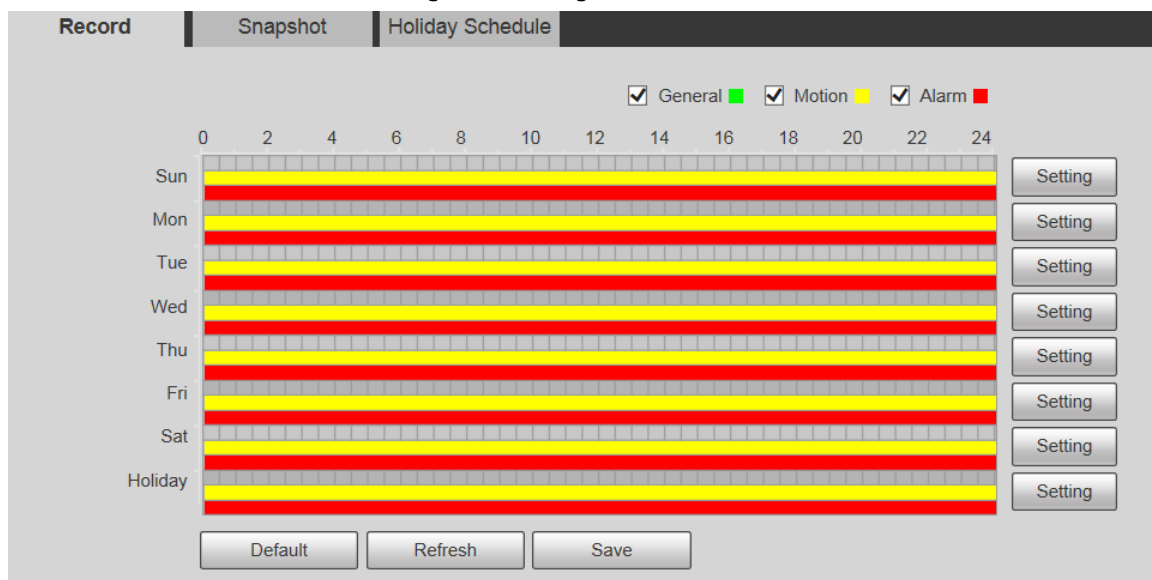 Record Snapshot Holiday Schedule
General Motion Alarm
0 2 4 6 8 10 12 14 16 18 20 22 24
Sun Setting
Mon Setting
Tue Setting
Wed Setting
Thu Setting
Fri Setting
Sat Setting
Holiday Setting
Default Refresh Save